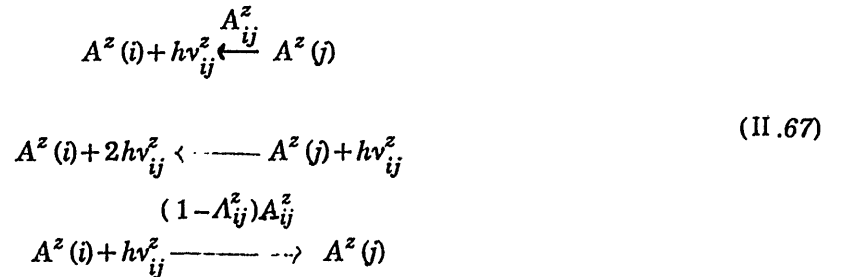 A^z_{ij}
A^z (i) + hν^z_{ij} ← A^z (j)
(II.67)
A^z (i) + 2hν^z_{ij} ← A^z (j) + hν^z_{ij}
(1 − Λ^z_{ij}) A^z_{ij}
A^z (i) + hν^z_{ij} → A^z (j)